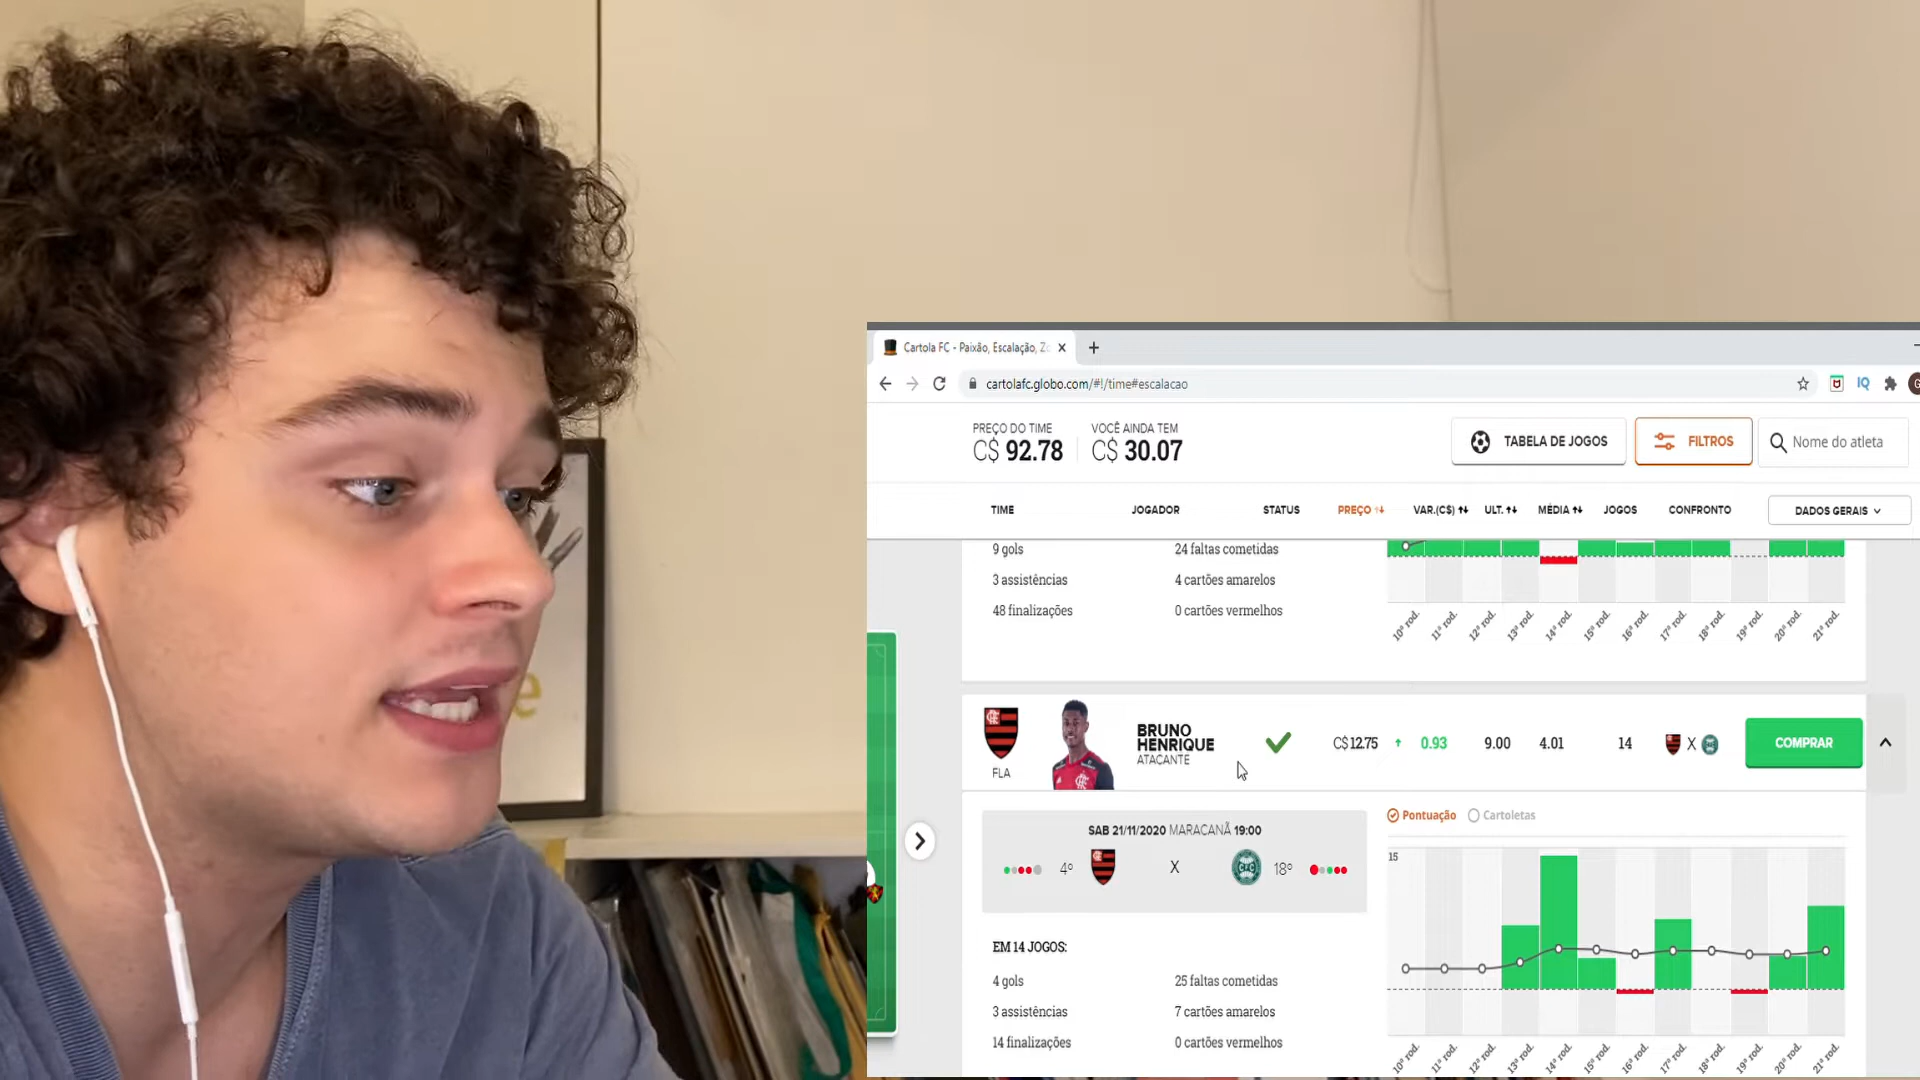 Cartola FC - Paixão, Escalação, Zo
cartolafc.globo.com/#!/time#escalacao
IQ
G
PREÇO DO TIME
C$ 92.78
VOCÊ AINDA TEM
C$ 30.07
TABELA DE JOGOS
FILTROS
Nome do atleta
TIME JOGADOR STATUS PREÇO VAR.(C$) ULT. MÉDIA JOGOS CONFRONTO DADOS GERAIS
9 gols 24 faltas cometidas
3 assistências 4 cartões amarelos
48 finalizações 0 cartões vermelhos
10ª rod. 11ª rod. 12ª rod. 13ª rod. 14ª rod. 15ª rod. 16ª rod. 17ª rod. 18ª rod. 19ª rod. 20ª rod. 21ª rod.
FLA
BRUNO
HENRIQUE
ATACANTE
C$ 12.75 0.93 9.00 4.01 14 X COMPRAR
SAB 21/11/2020 MARACANÃ 19:00
4º X 18º
Pontuação Cartoletas
15
EM 14 JOGOS:
4 gols 25 faltas cometidas
3 assistências 7 cartões amarelos
14 finalizações 0 cartões vermelhos
10ª rod. 11ª rod. 12ª rod. 13ª rod. 14ª rod. 15ª rod. 16ª rod. 17ª rod. 18ª rod. 19ª rod. 20ª rod. 21ª rod.
e